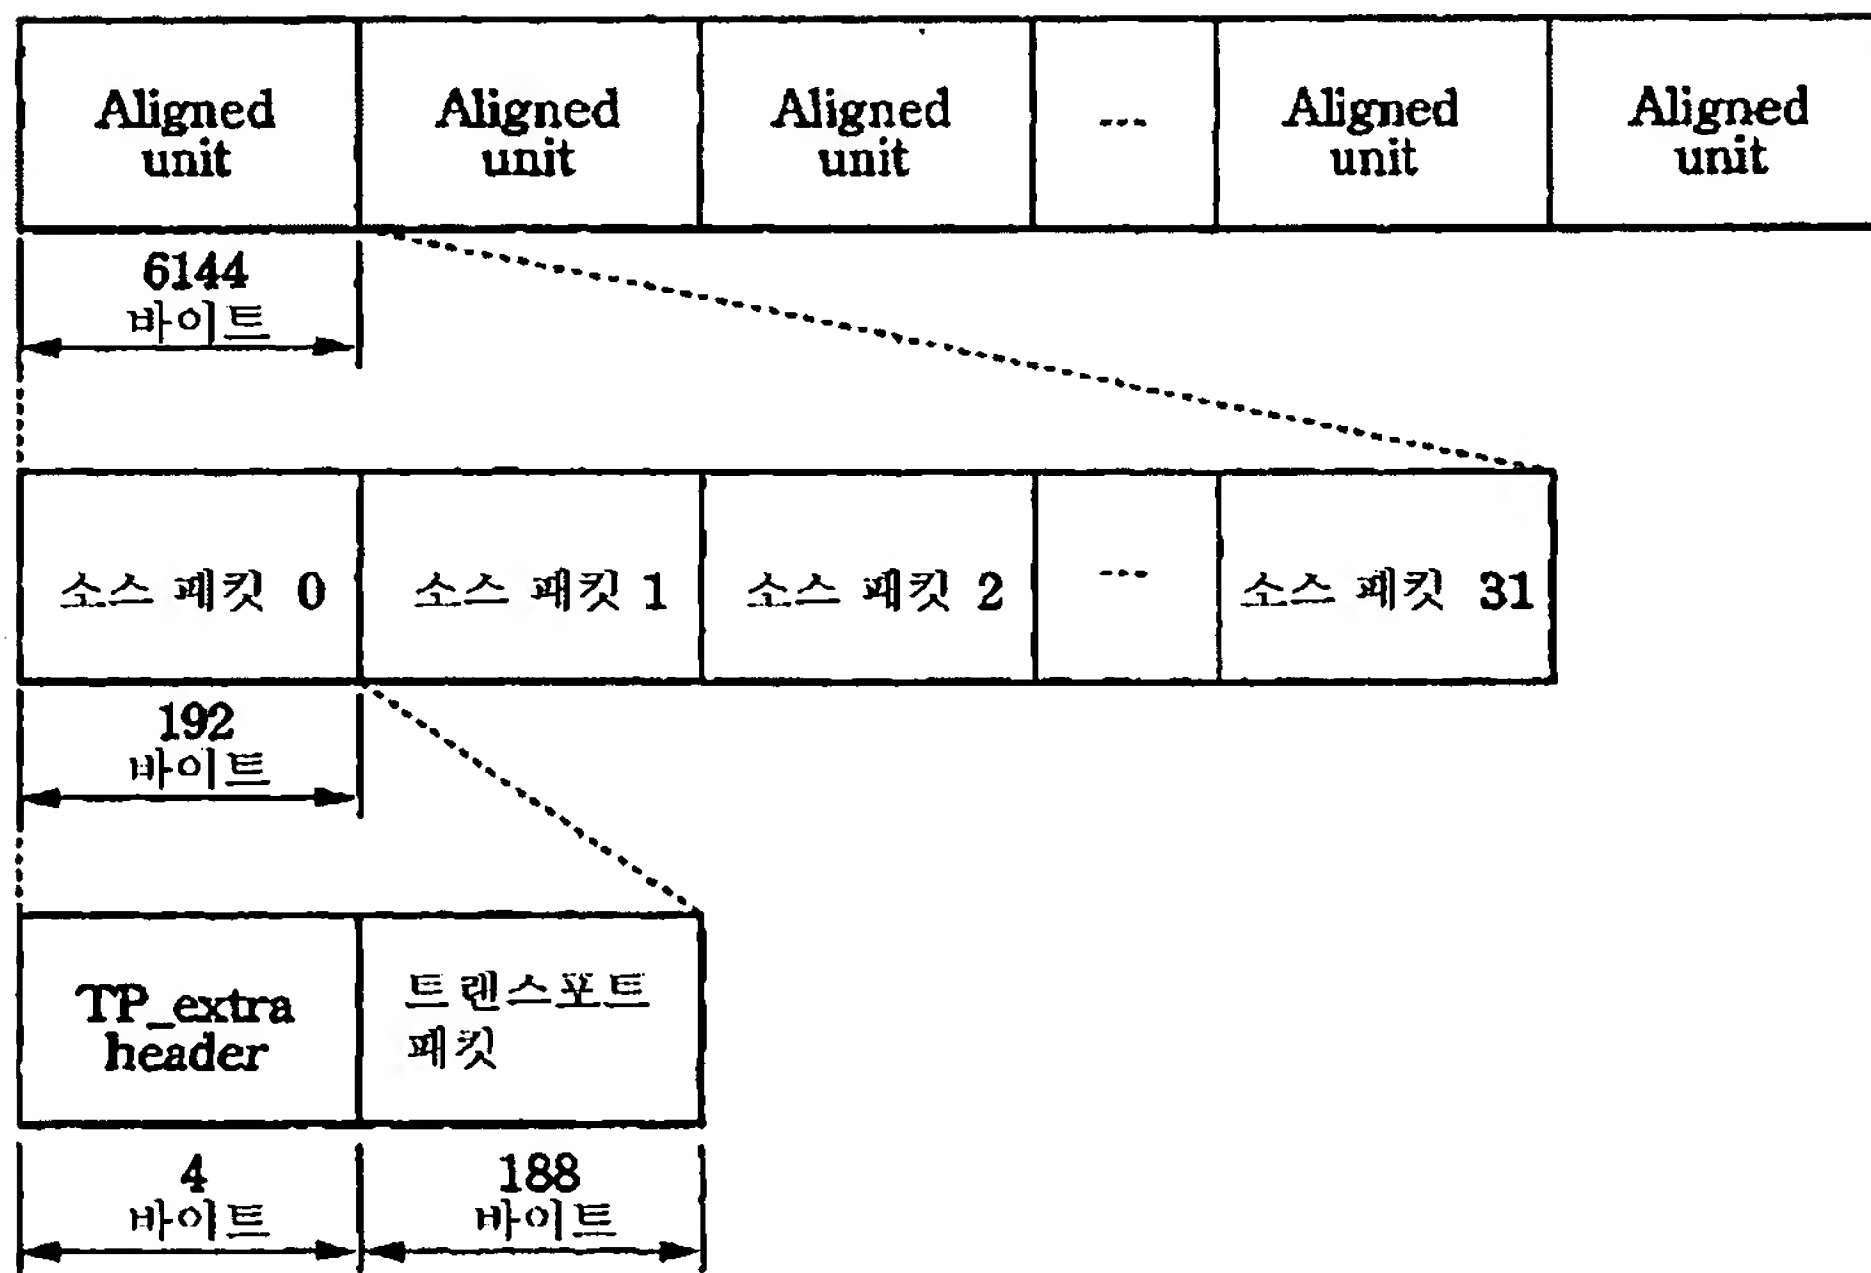 Aligned unit Aligned unit Aligned unit --- Aligned unit Aligned unit
6144
바이트
소스 패킷 0 소스 패킷 1 소스 패킷 2 --- 소스 패킷 31
192
바이트
TP_extra
header
트랜스포트
패킷
4
바이트
188
바이트